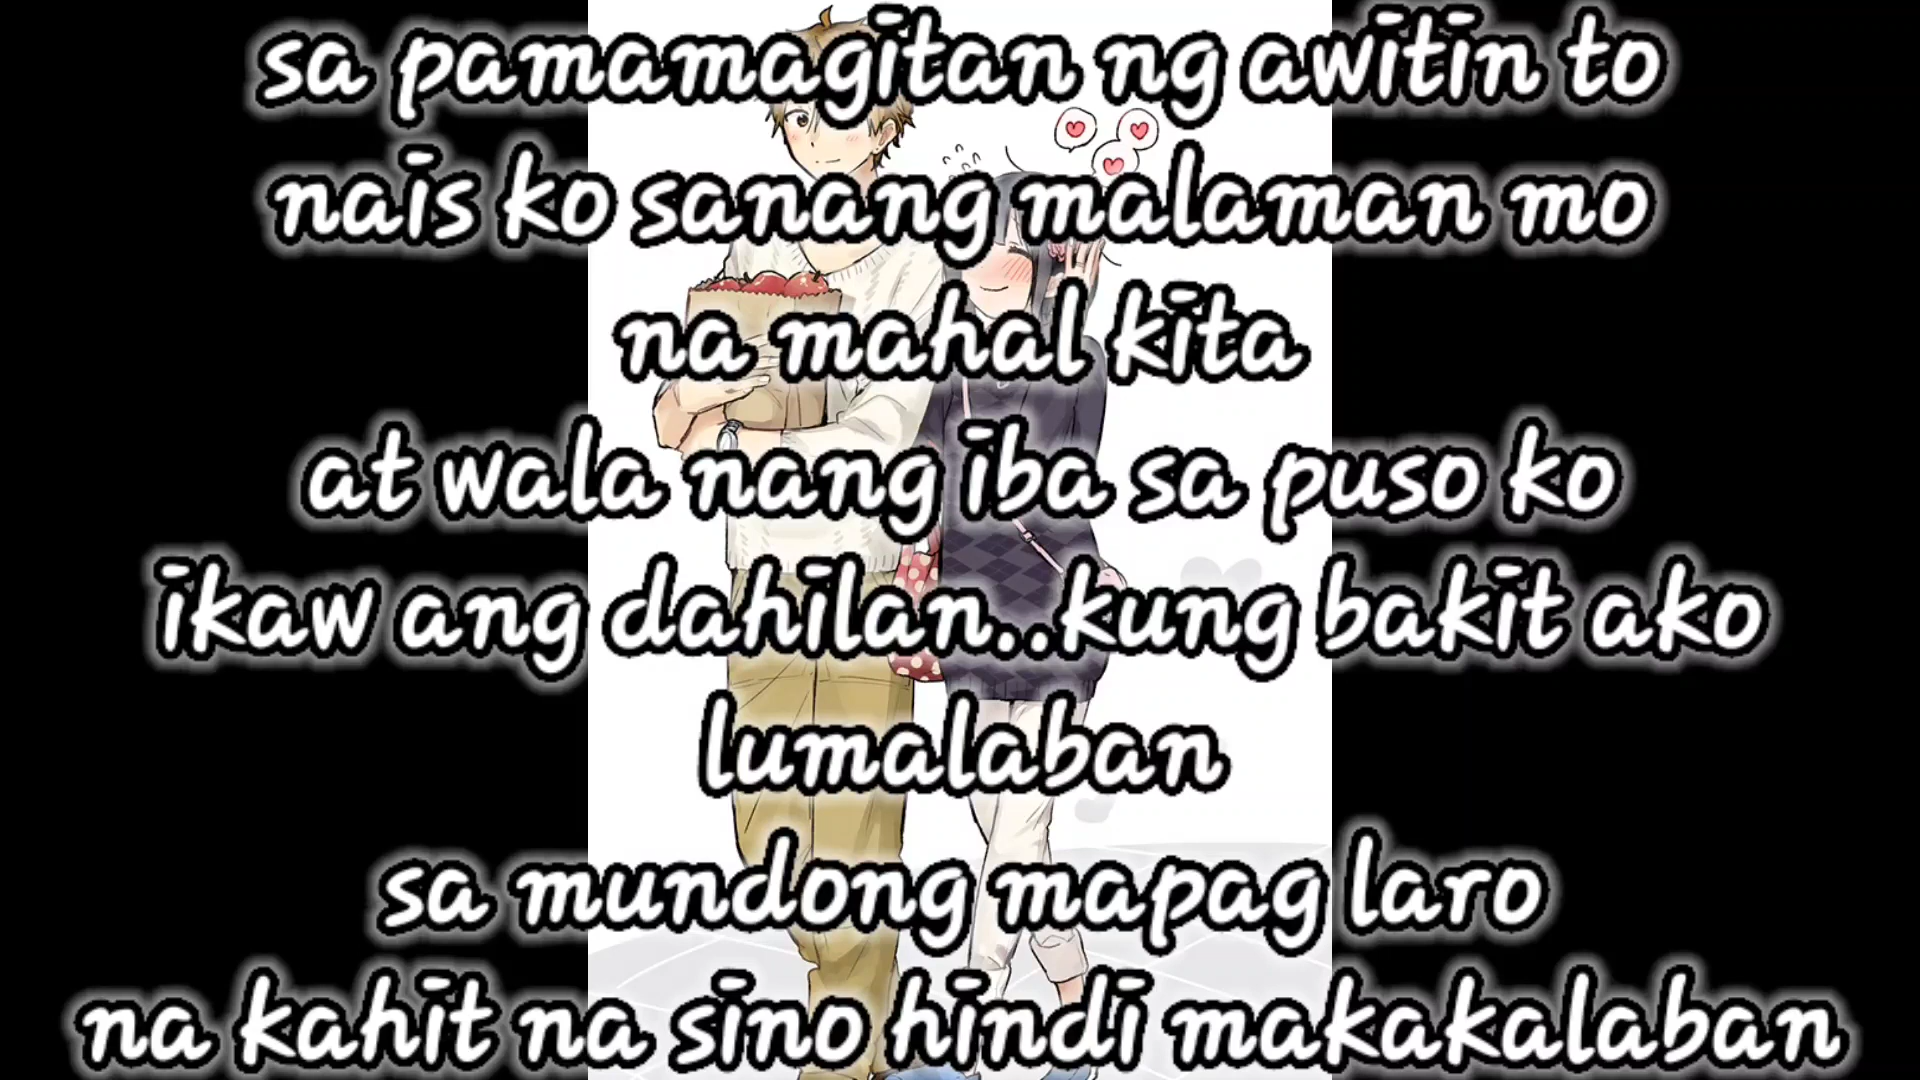 sa pamamagitan ng awitin to
nais ko sanang malaman mo
na mahal kita
at wala nang iba sa puso ko
ikaw ang dahilan..kung bakit ako
lumalaban
sa mundong mapag laro
na kahit na sino hindi makakalaban